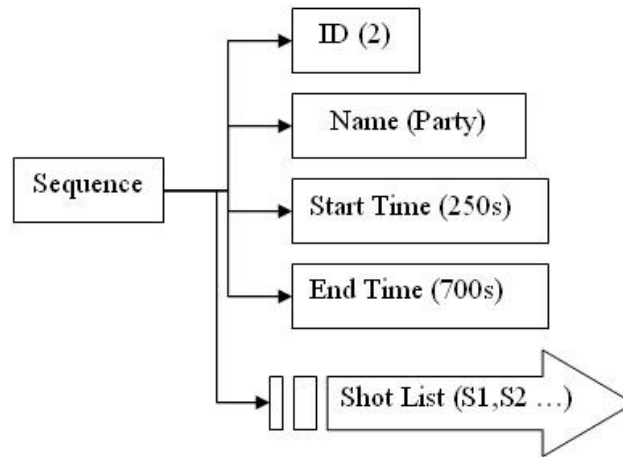 ID (2)
Name (Party)
Sequence
Start Time (250s)
End Time (700s)
Shot List (S1,S2 ...)